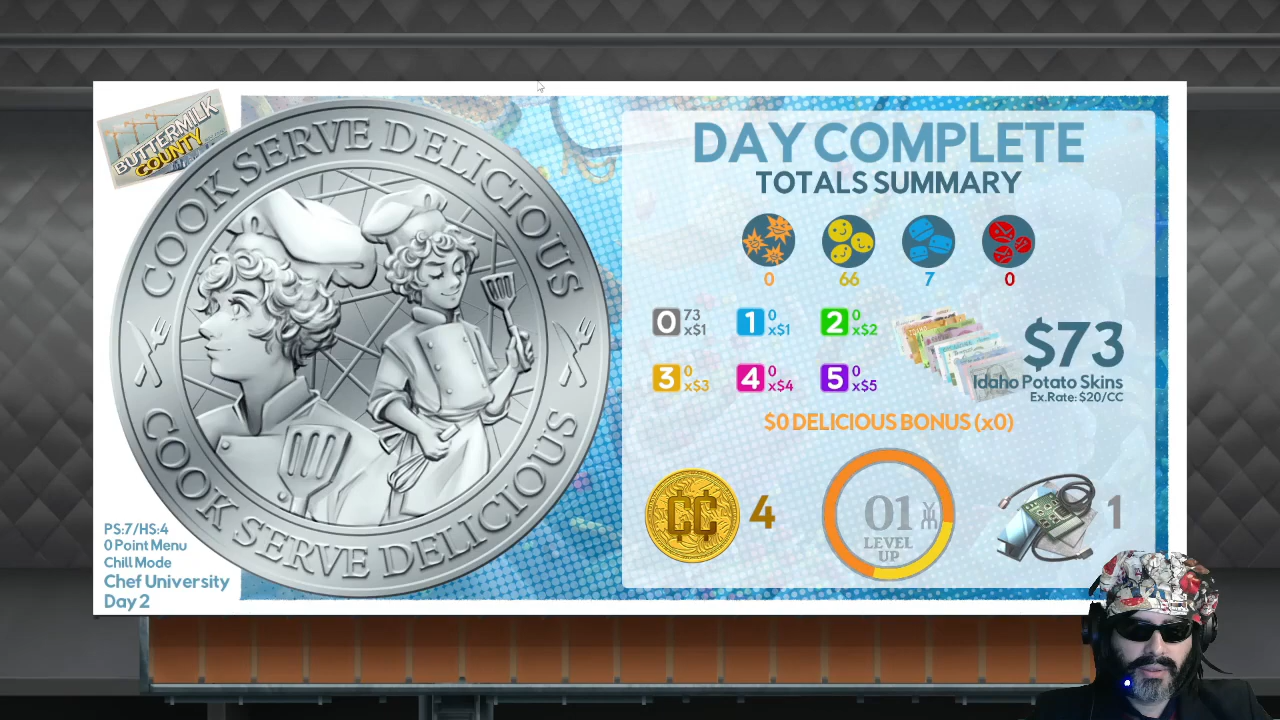 BUTTERMILK
COUNTY
COOK SERVE DELICIOUS
COOK SERVE DELICIOUS
PS:7/HS:4
0 Point Menu
Chill Mode
Chef University
Day 2
DAY COMPLETE
TOTALS SUMMARY
0 66 7 0
0 73 x$1 1 0 x$1 2 0 x$2
3 0 x$3 4 0 x$4 5 0 x$5
$73
Idaho Potato Skins
Ex.Rate: $20/CC
$0 DELICIOUS BONUS (x0)
CC 4
01
LEVEL
UP
1